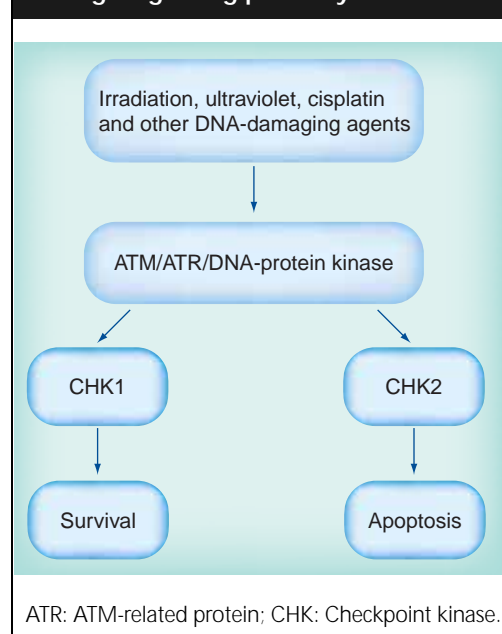 Irradiation, ultraviolet, cisplatin
and other DNA-damaging agents
ATM/ATR/DNA-protein kinase
CHK1
CHK2
Survival
Apoptosis
ATR: ATM-related protein; CHK: Checkpoint kinase.